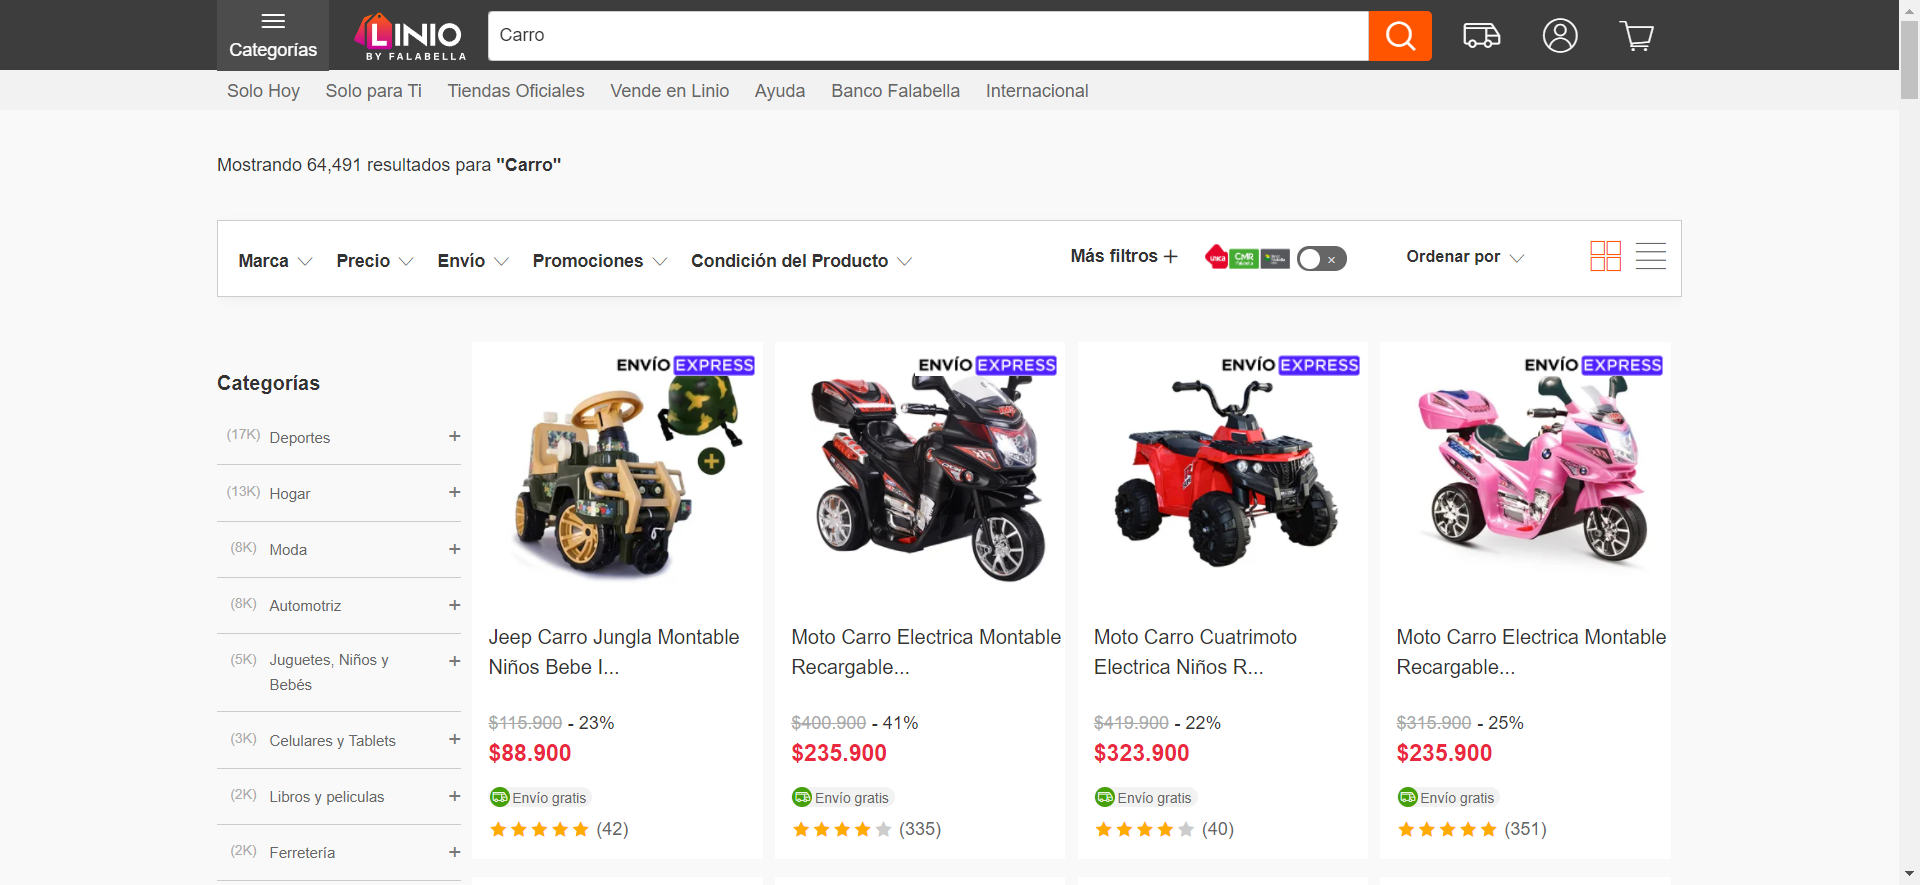 Categorías
LINIO
BY FALABELLA
Carro
Solo Hoy Solo para Ti Tiendas Oficiales Vende en Linio Ayuda Banco Falabella Internacional
Mostrando 64,491 resultados para "Carro"
Marca Precio Envío Promociones Condición del Producto Más filtros + única CMR Ordenar por
Categorías
(17K) Deportes +
(13K) Hogar +
(8K) Moda +
(8K) Automotriz +
(5K) Juguetes, Niños y
Bebés +
(3K) Celulares y Tablets +
(2K) Libros y peliculas +
(2K) Ferretería +
ENVÍO EXPRESS
Jeep Carro Jungla Montable
Niños Bebe I...
$115.900 - 23%
$88.900
Envío gratis
(42)
ENVÍO EXPRESS
Moto Carro Electrica Montable
Recargable...
$400.900 - 41%
$235.900
Envío gratis
(335)
ENVÍO EXPRESS
Moto Carro Cuatrimoto
Electrica Niños R...
$419.900 - 22%
$323.900
Envío gratis
(40)
ENVÍO EXPRESS
Moto Carro Electrica Montable
Recargable...
$315.900 - 25%
$235.900
Envío gratis
(351)